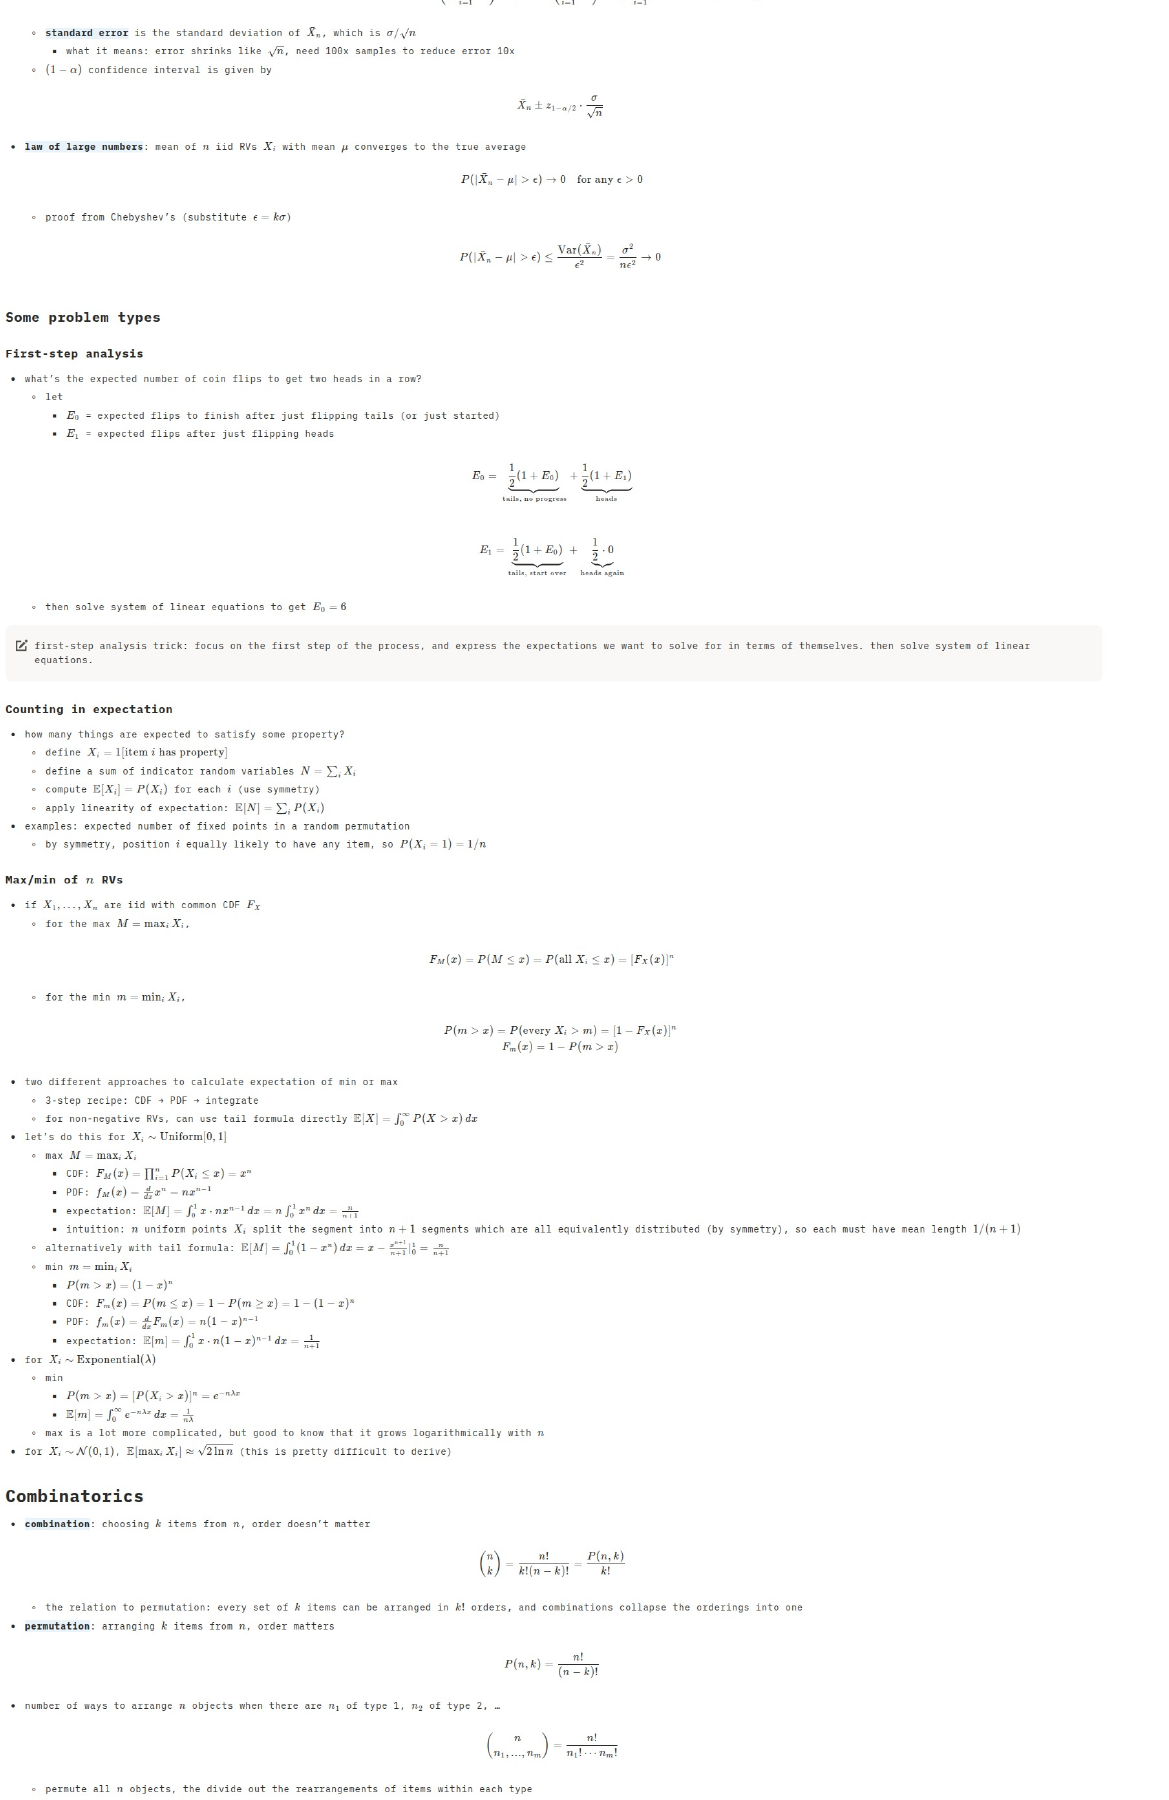 ◦ standard error is the standard deviation of X̄ₙ, which is σ/√n
▪ what it means: error shrinks like √n, need 100x samples to reduce error 10x
◦ (1 − α) confidence interval is given by
X̄ₙ ± z_{1−α/2} · σ/√n
• law of large numbers: mean of n iid RVs Xᵢ with mean μ converges to the true average
P(|X̄ₙ − μ| > ϵ) → 0 for any ϵ > 0
◦ proof from Chebyshev's (substitute ϵ = kσ)
P(|X̄ₙ − μ| > ϵ) ≤ Var(X̄ₙ)/ϵ² = σ²/nϵ² → 0
Some problem types
First-step analysis
• what's the expected number of coin flips to get two heads in a row?
◦ let
▪ E₀ = expected flips to finish after just flipping tails (or just started)
▪ E₁ = expected flips after just flipping heads
E₀ = 1/2(1 + E₀) + 1/2(1 + E₁)
tails, no progress heads
E₁ = 1/2(1 + E₀) + 1/2 · 0
tails, start over heads again
◦ then solve system of linear equations to get E₀ = 6
first-step analysis trick: focus on the first step of the process, and express the expectations we want to solve for in terms of themselves. then solve system of linear
equations.
Counting in expectation
• how many things are expected to satisfy some property?
◦ define Xᵢ = 1[item i has property]
◦ define a sum of indicator random variables N = ∑ᵢ Xᵢ
◦ compute 𝔼[Xᵢ] = P(Xᵢ) for each i (use symmetry)
◦ apply linearity of expectation: 𝔼[N] = ∑ᵢ P(Xᵢ)
• examples: expected number of fixed points in a random permutation
◦ by symmetry, position i equally likely to have any item, so P(Xᵢ = 1) = 1/n
Max/min of n RVs
• if X₁, . . . , Xₙ are iid with common CDF F_X
◦ for the max M = maxᵢ Xᵢ,
F_M(x) = P(M ≤ x) = P(all Xᵢ ≤ x) = [F_X(x)]ⁿ
◦ for the min m = minᵢ Xᵢ,
P(m > x) = P(every Xᵢ > m) = [1 − F_X(x)]ⁿ
F_m(x) = 1 − P(m > x)
• two different approaches to calculate expectation of min or max
◦ 3-step recipe: CDF → PDF → integrate
◦ for non-negative RVs, can use tail formula directly 𝔼[X] = ∫₀^∞ P(X > x) dx
• let's do this for Xᵢ ∼ Uniform[0, 1]
◦ max M = maxᵢ Xᵢ
▪ CDF: F_M(x) = ∏ᵢ₌₁ⁿ P(Xᵢ ≤ x) = xⁿ
▪ PDF: f_M(x) = d/dx xⁿ = nxⁿ⁻¹
▪ expectation: 𝔼[M] = ∫₀¹ x · nxⁿ⁻¹ dx = n ∫₀¹ xⁿ dx = n/(n+1)
▪ intuition: n uniform points Xᵢ split the segment into n + 1 segments which are all equivalently distributed (by symmetry), so each must have mean length 1/(n + 1)
◦ alternatively with tail formula: 𝔼[M] = ∫₀¹(1 − xⁿ) dx = x − xⁿ⁺¹/(n+1)|₀¹ = n/(n+1)
◦ min m = minᵢ Xᵢ
▪ P(m > x) = (1 − x)ⁿ
▪ CDF: F_m(x) = P(m ≤ x) = 1 − P(m ≥ x) = 1 − (1 − x)ⁿ
▪ PDF: f_m(x) = d/dx F_m(x) = n(1 − x)ⁿ⁻¹
▪ expectation: 𝔼[m] = ∫₀¹ x · n(1 − x)ⁿ⁻¹ dx = 1/(n+1)
• for Xᵢ ∼ Exponential(λ)
◦ min
▪ P(m > x) = [P(Xᵢ > x)]ⁿ = e^{−nλx}
▪ 𝔼[m] = ∫₀^∞ e^{−nλx} dx = 1/nλ
◦ max is a lot more complicated, but good to know that it grows logarithmically with n
• for Xᵢ ∼ 𝒩(0, 1), 𝔼[maxᵢ Xᵢ] ≈ √(2 ln n) (this is pretty difficult to derive)
Combinatorics
• combination: choosing k items from n, order doesn't matter
(n k) = n!/k!(n − k)! = P(n, k)/k!
◦ the relation to permutation: every set of k items can be arranged in k! orders, and combinations collapse the orderings into one
• permutation: arranging k items from n, order matters
P(n, k) = n!/(n − k)!
• number of ways to arrange n objects when there are n₁ of type 1, n₂ of type 2, …
(n n₁, . . . , nₘ) = n!/n₁! · · · nₘ!
◦ permute all n objects, the divide out the rearrangements of items within each type